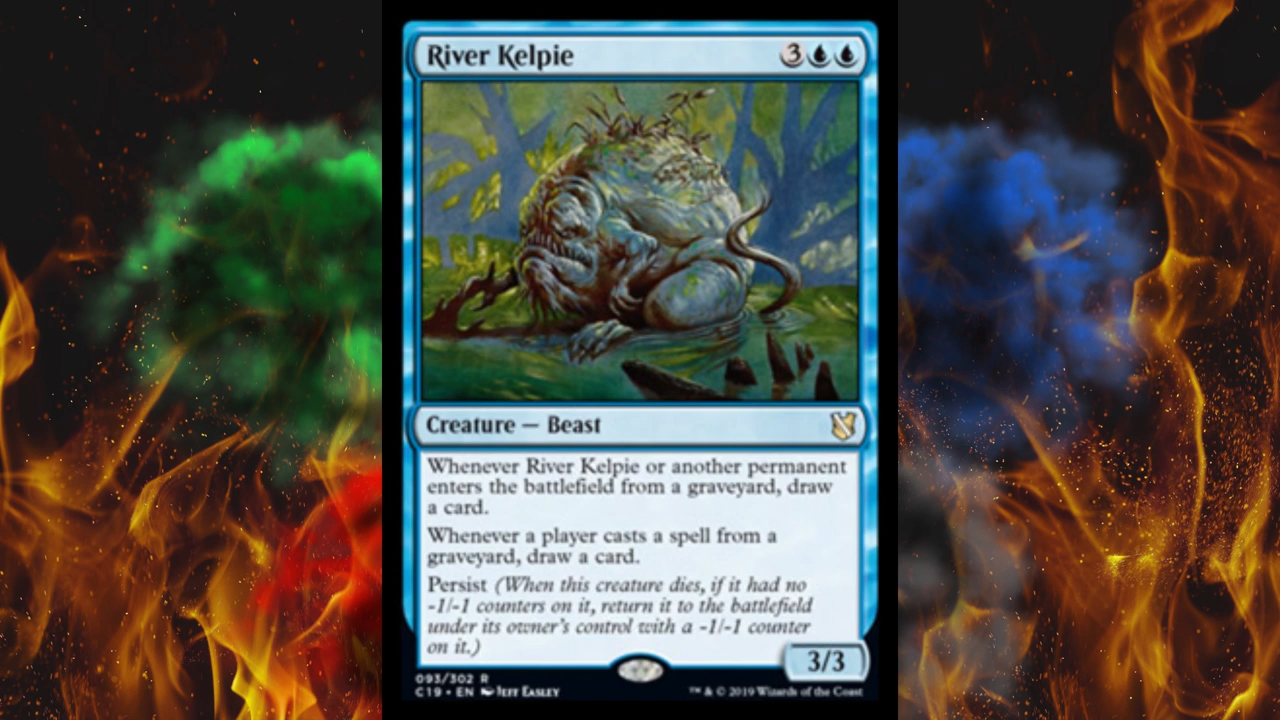 River Kelpie 3
Creature — Beast
Whenever River Kelpie or another permanent
enters the battlefield from a graveyard, draw
a card.
Whenever a player casts a spell from a
graveyard, draw a card.
Persist (When this creature dies, if it had no
-1/-1 counters on it, return it to the battlefield
under its owner's control with a -1/-1 counter
on it.)
3/3
093/302 R
C19 • EN Jeff Easley
™ & © 2019 Wizards of the Coast